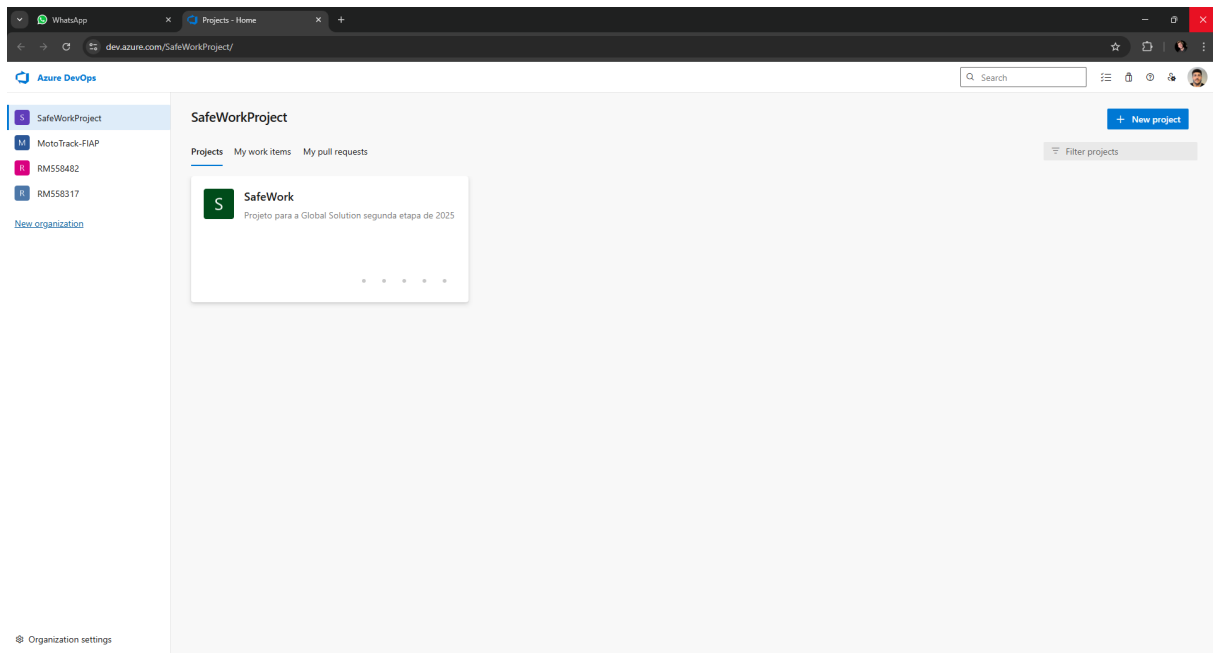 WhatsApp
Projects - Home
dev.azure.com/SafeWorkProject/
Azure DevOps
Search
S SafeWorkProject
M MotoTrack-FIAP
R RM558482
R RM558317
New organization
SafeWorkProject
+ New project
Projects My work items My pull requests
Filter projects
S SafeWork
Projeto para a Global Solution segunda etapa de 2025
Organization settings